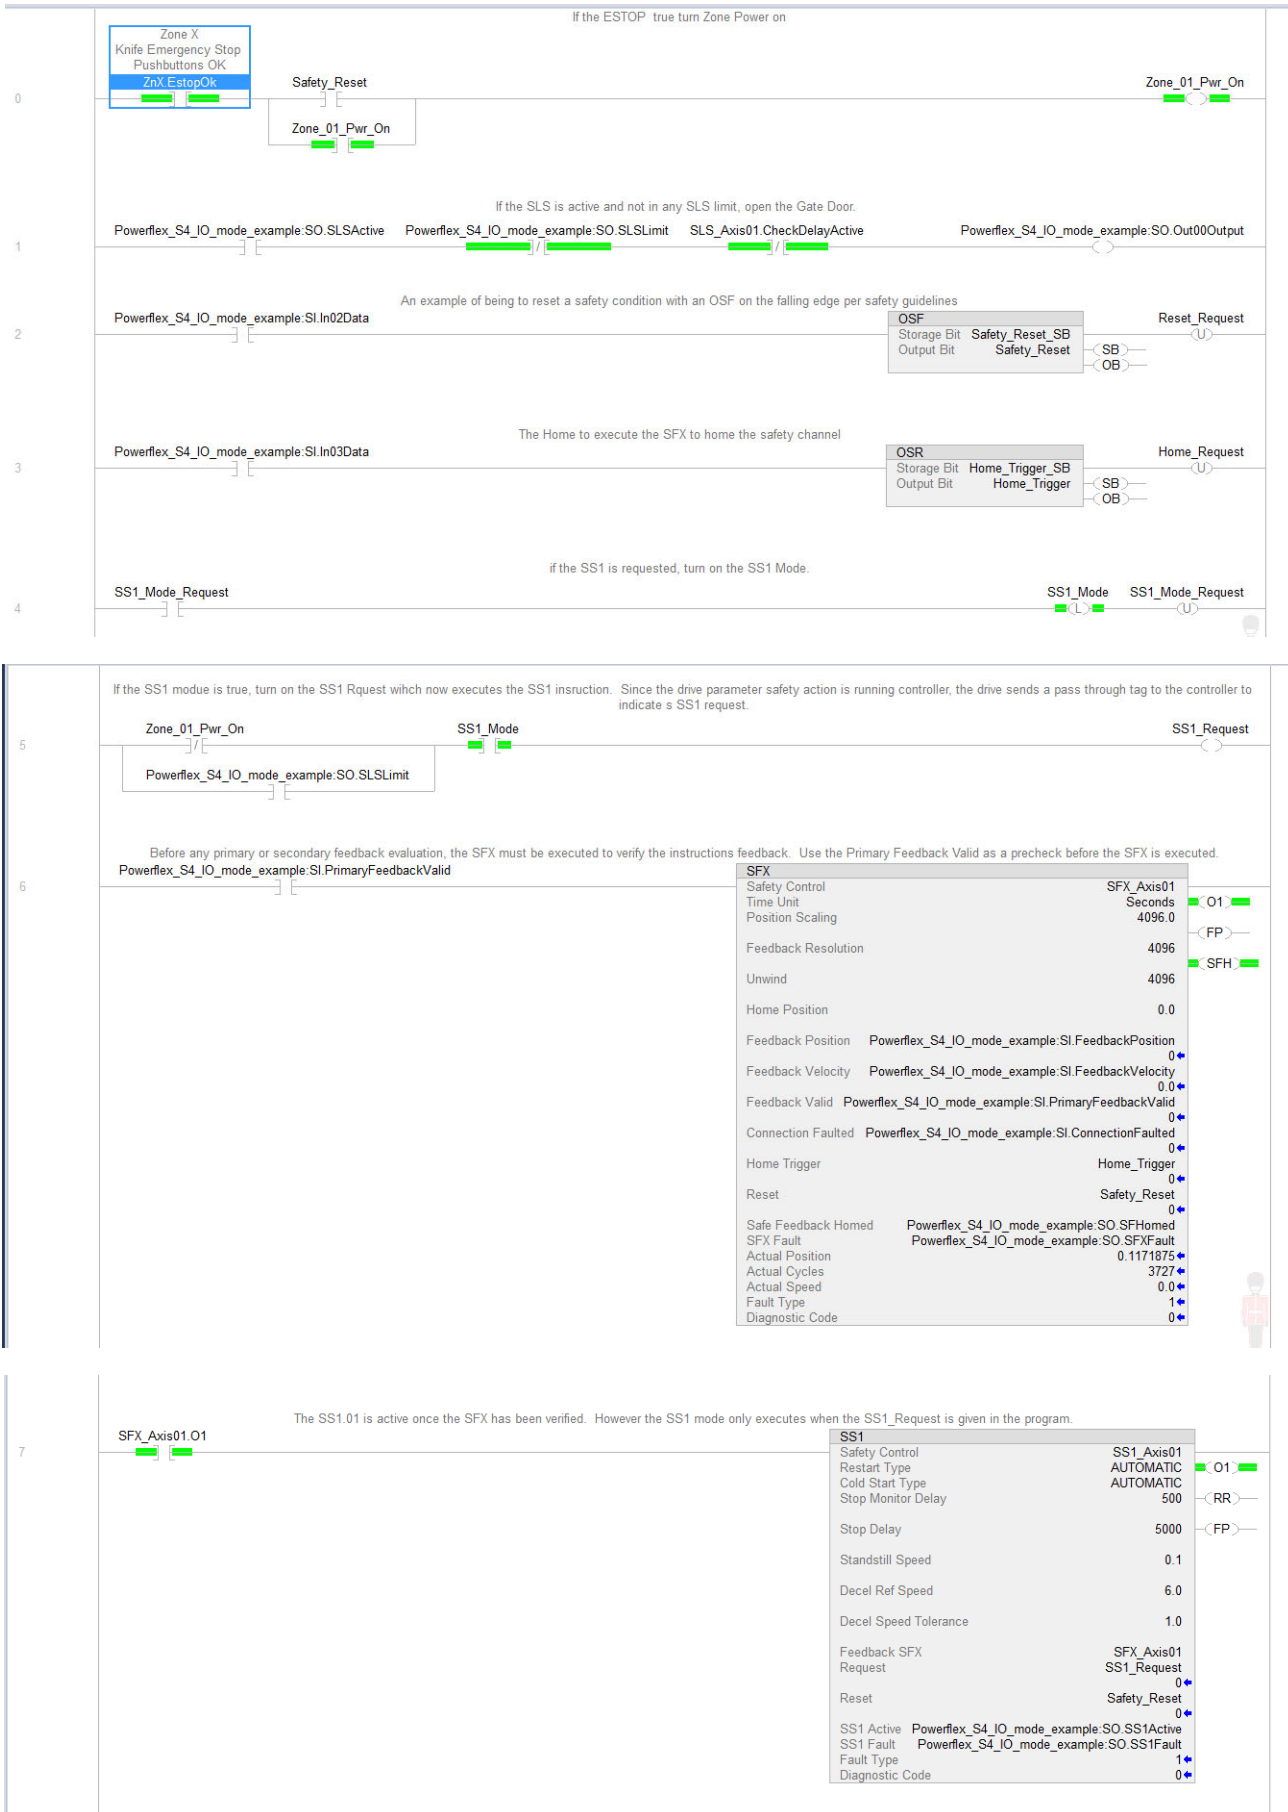 If the ESTOP  true turn Zone Power on
Zone X
Knife Emergency Stop
Pushbuttons OK
ZnX.EstopOk
Safety_Reset
Zone_01_Pwr_On
0
Zone_01_Pwr_On
If the SLS is active and not in any SLS limit, open the Gate Door.
Powerflex_S4_IO_mode_example:SO.SLSActive
Powerflex_S4_IO_mode_example:SO.SLSLimit
SLS_Axis01.CheckDelayActive
Powerflex_S4_IO_mode_example:SO.Out00Output
1
An example of being to reset a safety condition with an OSF on the falling edge per safety guidelines
Powerflex_S4_IO_mode_example:SI.In02Data
OSF
Reset_Request
2
Storage Bit Safety_Reset_SB
U
Output Bit Safety_Reset
SB
OB
The Home to execute the SFX to home the safety channel
Powerflex_S4_IO_mode_example:SI.In03Data
OSR
Home_Request
3
Storage Bit Home_Trigger_SB
U
Output Bit Home_Trigger
SB
OB
if the SS1 is requested, turn on the SS1 Mode.
SS1_Mode_Request
SS1_Mode
SS1_Mode_Request
4
L
U
If the SS1 modue is true, turn on the SS1 Rquest wihch now executes the SS1 insruction.  Since the drive parameter safety action is running controller, the drive sends a pass through tag to the controller to
indicate s SS1 request.
Zone_01_Pwr_On
SS1_Mode
SS1_Request
5
Powerflex_S4_IO_mode_example:SO.SLSLimit
Before any primary or secondary feedback evaluation, the SFX must be executed to verify the instructions feedback.  Use the Primary Feedback Valid as a precheck before the SFX is executed.
Powerflex_S4_IO_mode_example:SI.PrimaryFeedbackValid
SFX
6
Safety Control SFX_Axis01
Time Unit Seconds
O1
Position Scaling 4096.0
FP
Feedback Resolution 4096
SFH
Unwind 4096
Home Position 0.0
Feedback Position Powerflex_S4_IO_mode_example:SI.FeedbackPosition
0
Feedback Velocity Powerflex_S4_IO_mode_example:SI.FeedbackVelocity
0.0
Feedback Valid Powerflex_S4_IO_mode_example:SI.PrimaryFeedbackValid
0
Connection Faulted Powerflex_S4_IO_mode_example:SI.ConnectionFaulted
0
Home Trigger Home_Trigger
0
Reset Safety_Reset
0
Safe Feedback Homed Powerflex_S4_IO_mode_example:SO.SFHomed
SFX Fault Powerflex_S4_IO_mode_example:SO.SFXFault
Actual Position 0.1171875
Actual Cycles 3727
Actual Speed 0.0
Fault Type 1
Diagnostic Code 0
The SS1.01 is active once the SFX has been verified.  However the SS1 mode only executes when the SS1_Request is given in the program.
SFX_Axis01.O1
SS1
7
Safety Control SS1_Axis01
Restart Type AUTOMATIC
O1
Cold Start Type AUTOMATIC
Stop Monitor Delay 500
RR
Stop Delay 5000
FP
Standstill Speed 0.1
Decel Ref Speed 6.0
Decel Speed Tolerance 1.0
Feedback SFX SFX_Axis01
Request SS1_Request
0
Reset Safety_Reset
0
SS1 Active Powerflex_S4_IO_mode_example:SO.SS1Active
SS1 Fault Powerflex_S4_IO_mode_example:SO.SS1Fault
Fault Type 1
Diagnostic Code 0